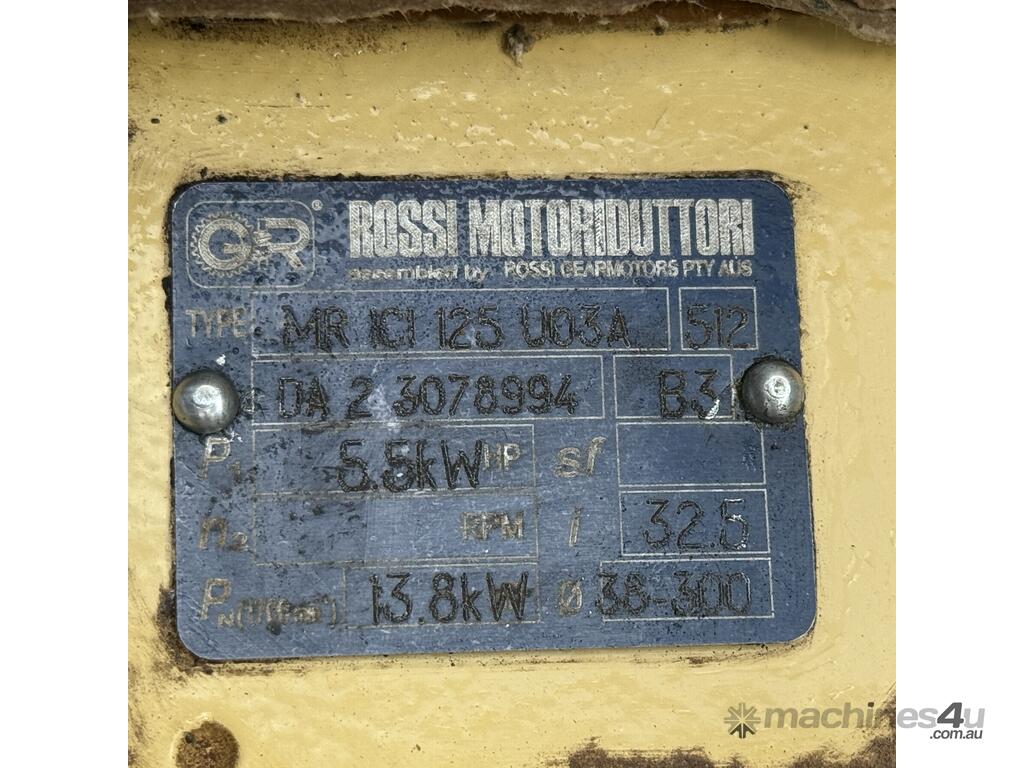 GR® ROSSI MOTORIDUTTORI
assembled by ROSSI GEARMOTORS PTY AUS
TYPE MR ICI 125 U03A 512
DA 2 3078994 B3
P₁ 5.5kW HP sf
n₂ RPM i 32.5
13.8kW ø 38-300
machines4u
.com.au